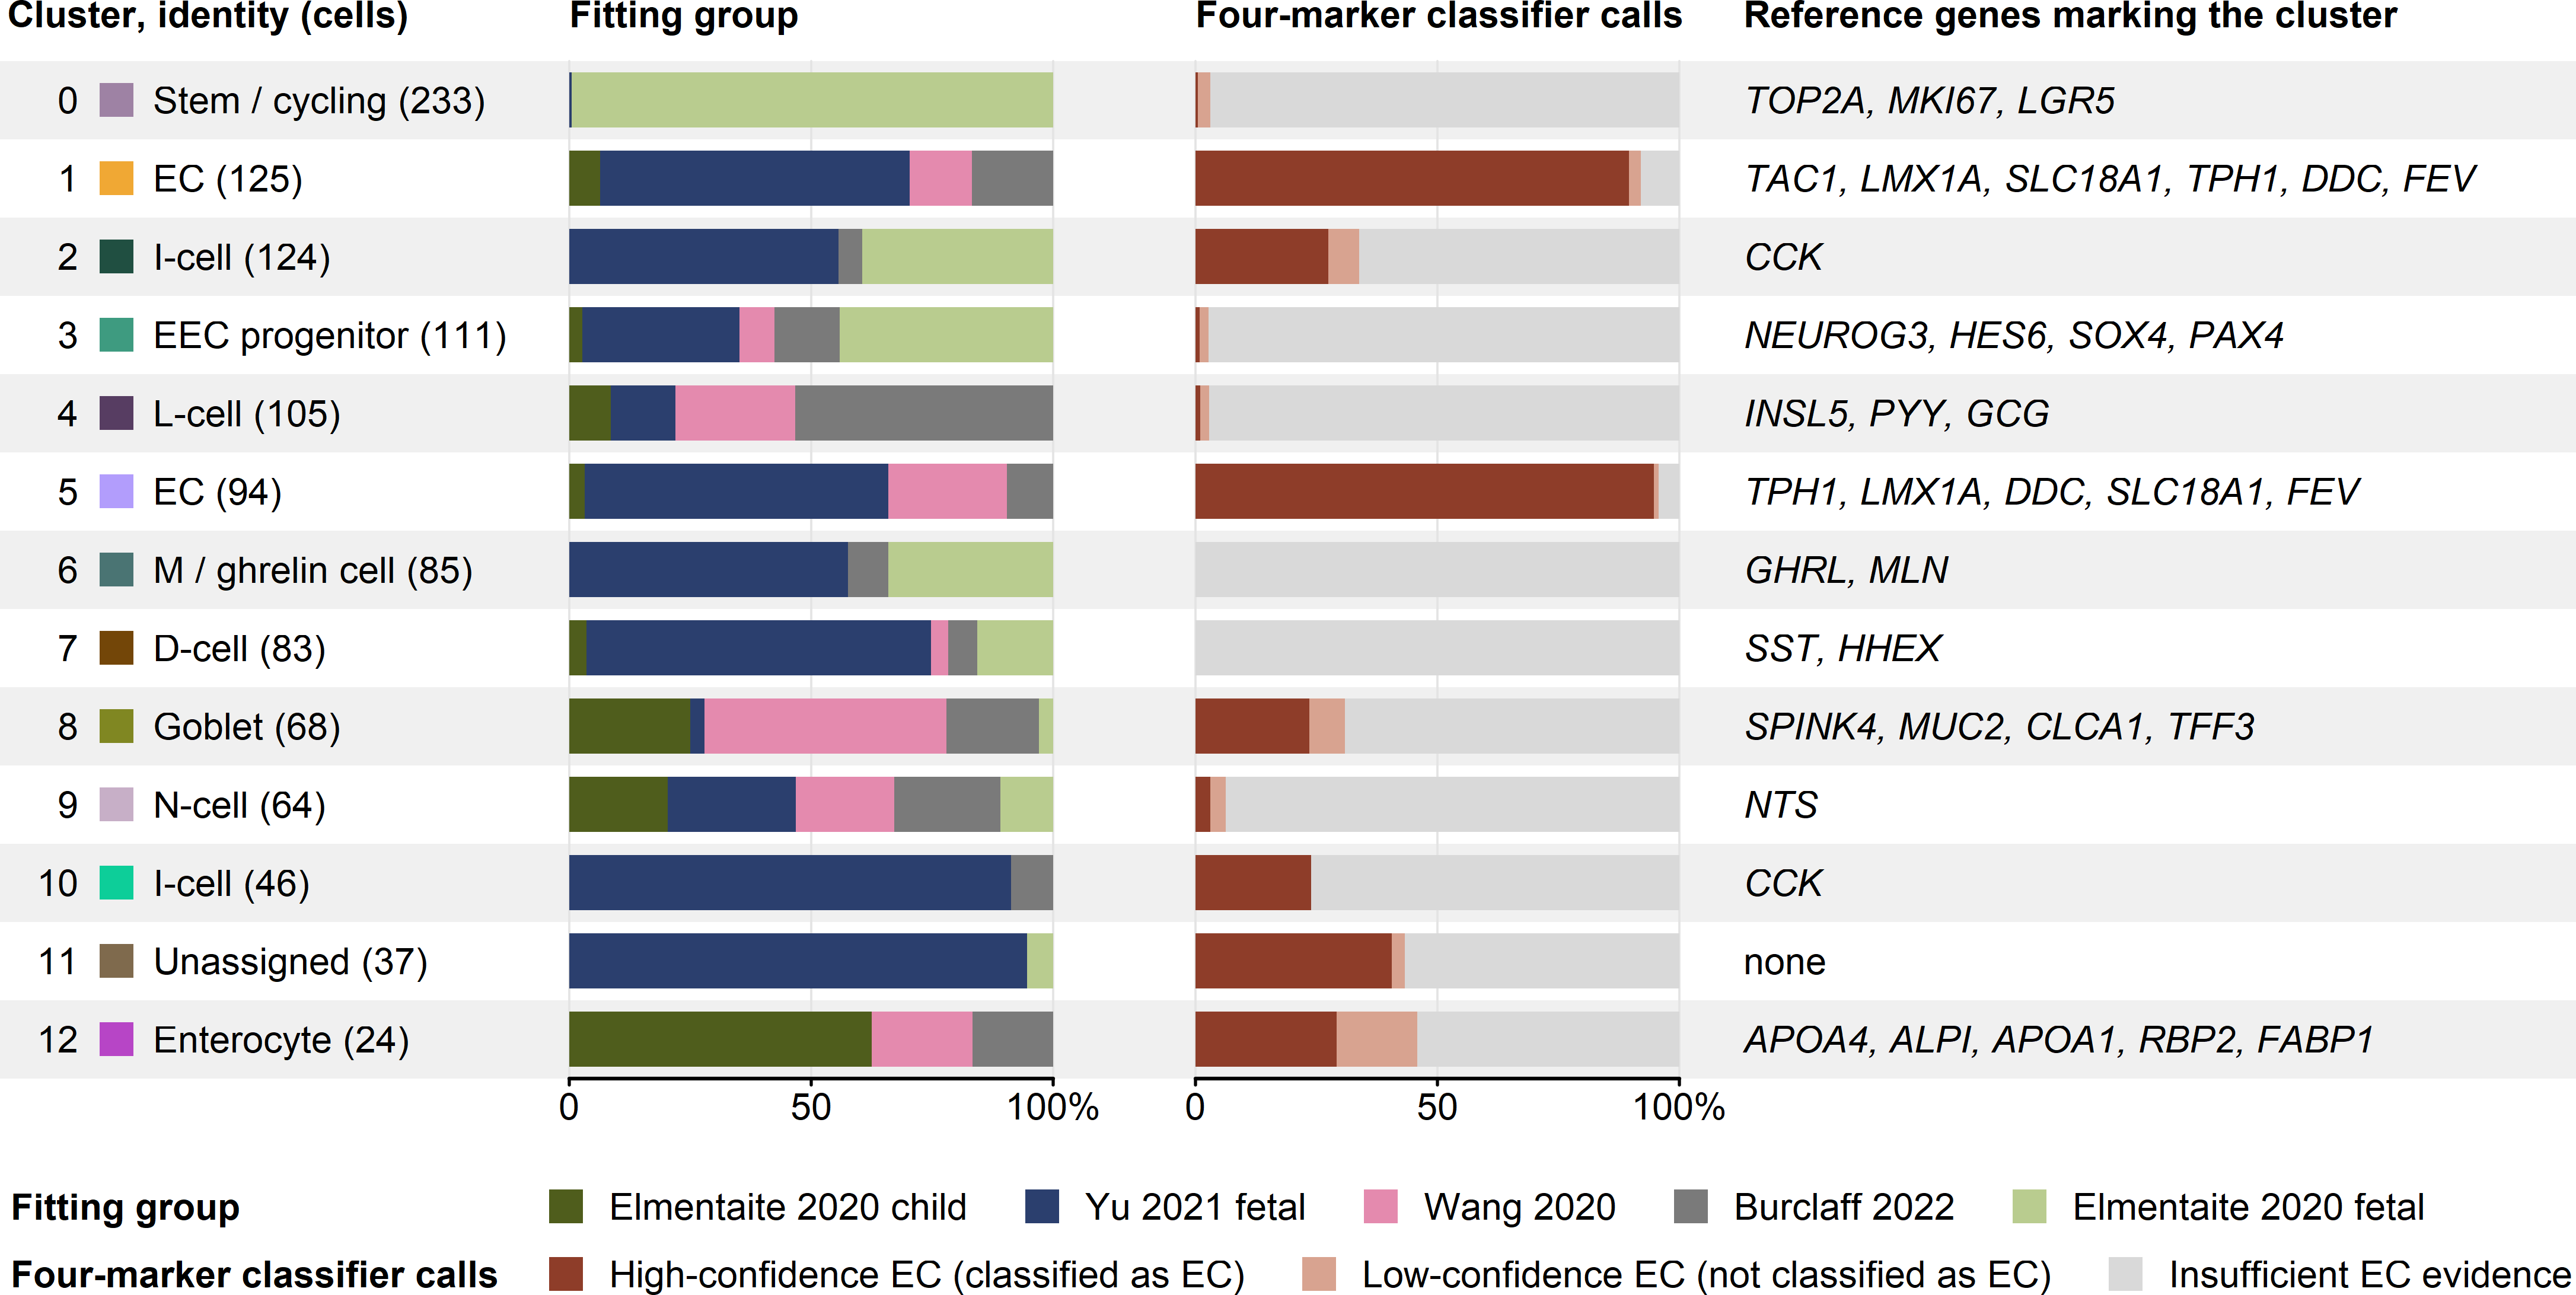 Cluster, identity (cells) Fitting group Four-marker classifier calls Reference genes marking the cluster
0 Stem / cycling (233) TOP2A, MKI67, LGR5
1 EC (125) TAC1, LMX1A, SLC18A1, TPH1, DDC, FEV
2 I-cell (124) CCK
3 EEC progenitor (111) NEUROG3, HES6, SOX4, PAX4
4 L-cell (105) INSL5, PYY, GCG
5 EC (94) TPH1, LMX1A, DDC, SLC18A1, FEV
6 M / ghrelin cell (85) GHRL, MLN
7 D-cell (83) SST, HHEX
8 Goblet (68) SPINK4, MUC2, CLCA1, TFF3
9 N-cell (64) NTS
10 I-cell (46) CCK
11 Unassigned (37) none
12 Enterocyte (24) APOA4, ALPI, APOA1, RBP2, FABP1
0 50 100% 0 50 100%
Fitting group Elmentaite 2020 child Yu 2021 fetal Wang 2020 Burclaff 2022 Elmentaite 2020 fetal
Four-marker classifier calls High-confidence EC (classified as EC) Low-confidence EC (not classified as EC) Insufficient EC evidence